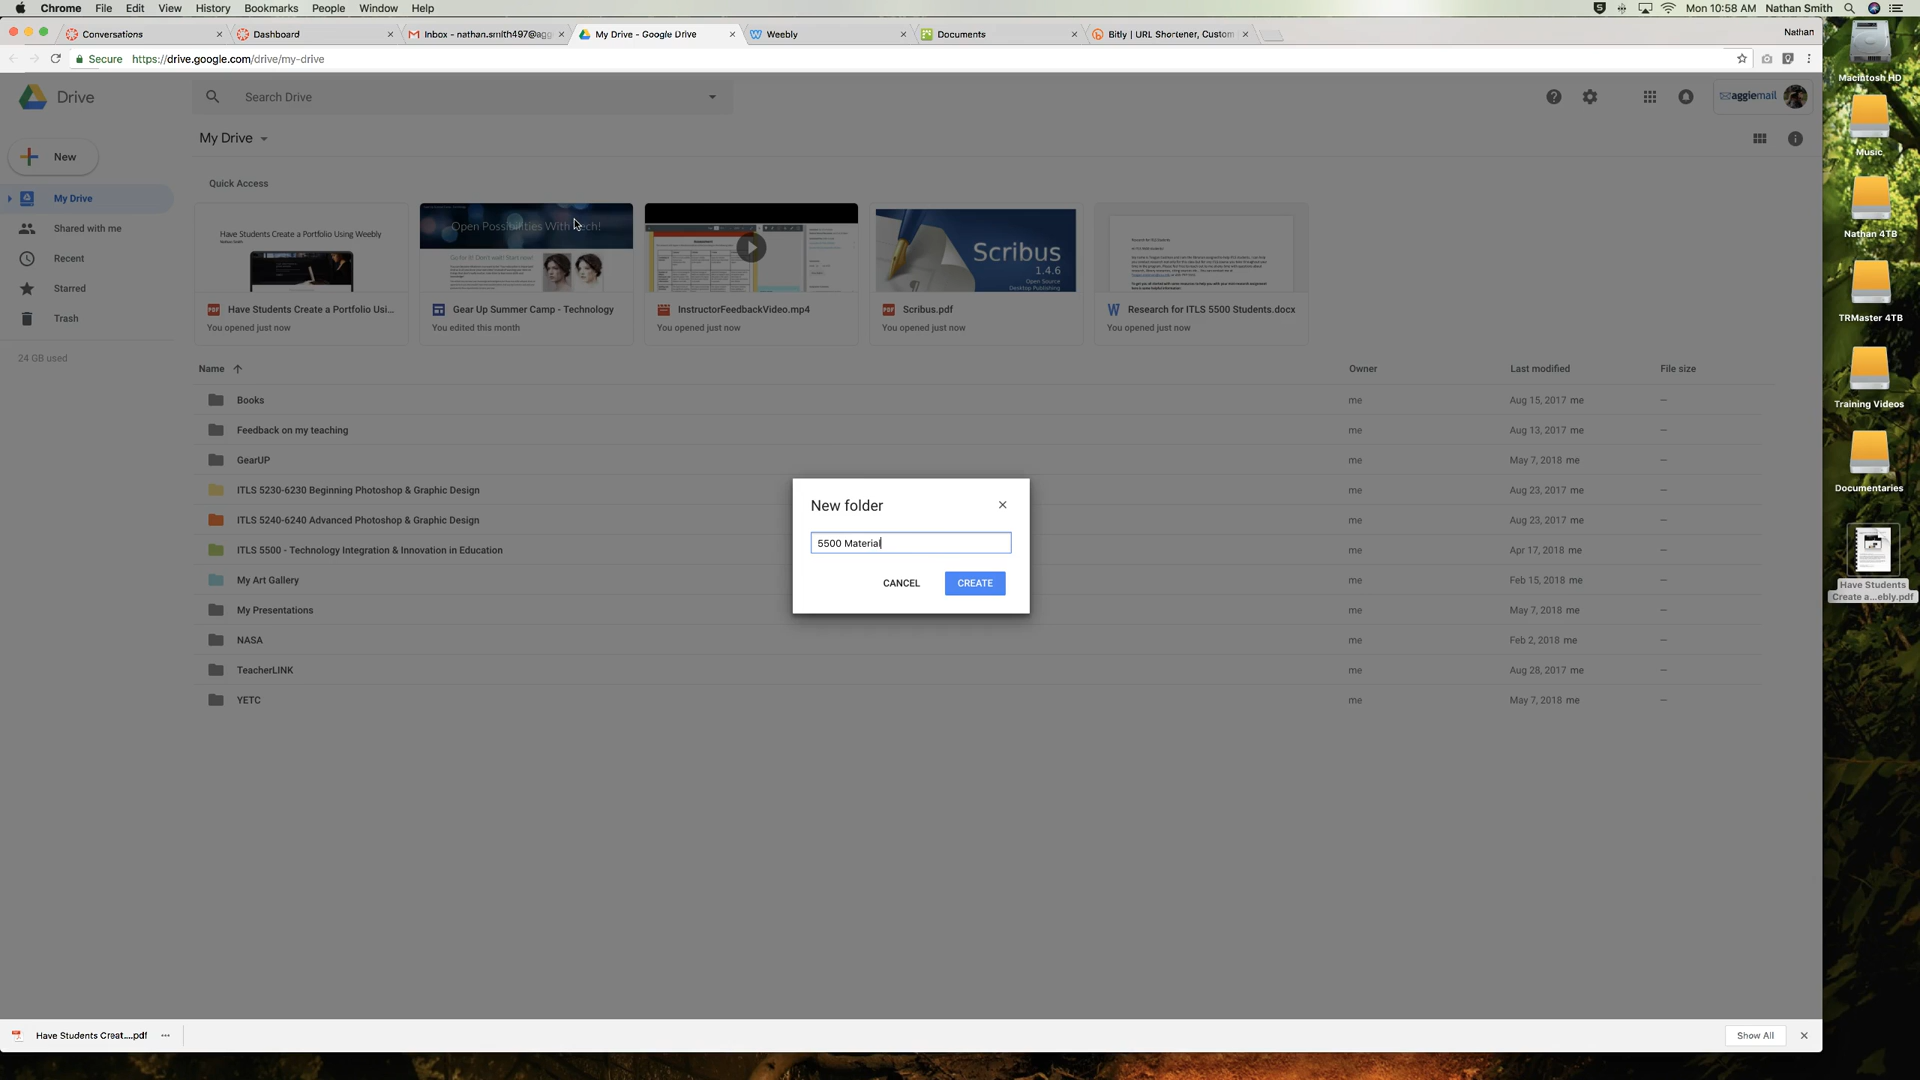 Chrome File Edit View History Bookmarks People Window Help Mon 10:58 AM Nathan Smith
Conversations Dashboard Inbox - nathan.smith497@agg My Drive - Google Drive Weebly Documents Bitly | URL Shortener, Custom Nathan
Secure https://drive.google.com/drive/my-drive
Drive
Search Drive
aggiemail
My Drive
New
My Drive
Shared with me
Recent
Starred
Trash
24 GB used
Quick Access
Have Students Create a Portfolio Using Weebly
Nathan Smith
Have Students Create a Portfolio Usi...
You opened just now
Open Possibilities With Tech!
Gear Up Summer Camp - Technology
You edited this month
InstructorFeedbackVideo.mp4
You opened just now
Scribus
1.4.6
Open Source
Desktop Publishing
PDF
Scribus.pdf
You opened just now
Research for ITLS 5500 Students.docx
You opened just now
Name Owner Last modified File size
Books me Aug 15, 2017 me –
Feedback on my teaching me Aug 13, 2017 me –
GearUP me May 7, 2018 me –
ITLS 5230-6230 Beginning Photoshop & Graphic Design me Aug 23, 2017 me –
ITLS 5240-6240 Advanced Photoshop & Graphic Design me Aug 23, 2017 me –
ITLS 5500 - Technology Integration & Innovation in Education me Apr 17, 2018 me –
My Art Gallery me Feb 15, 2018 me –
My Presentations me May 7, 2018 me –
NASA me Feb 2, 2018 me –
TeacherLINK me Aug 28, 2017 me –
YETC me May 7, 2018 me –
New folder
5500 Material
CANCEL CREATE
Have Students Creat....pdf
Show All
Macintosh HD
Music
Nathan 4TB
TRMaster 4TB
Training Videos
Documentaries
Have Students
Create a...ebly.pdf